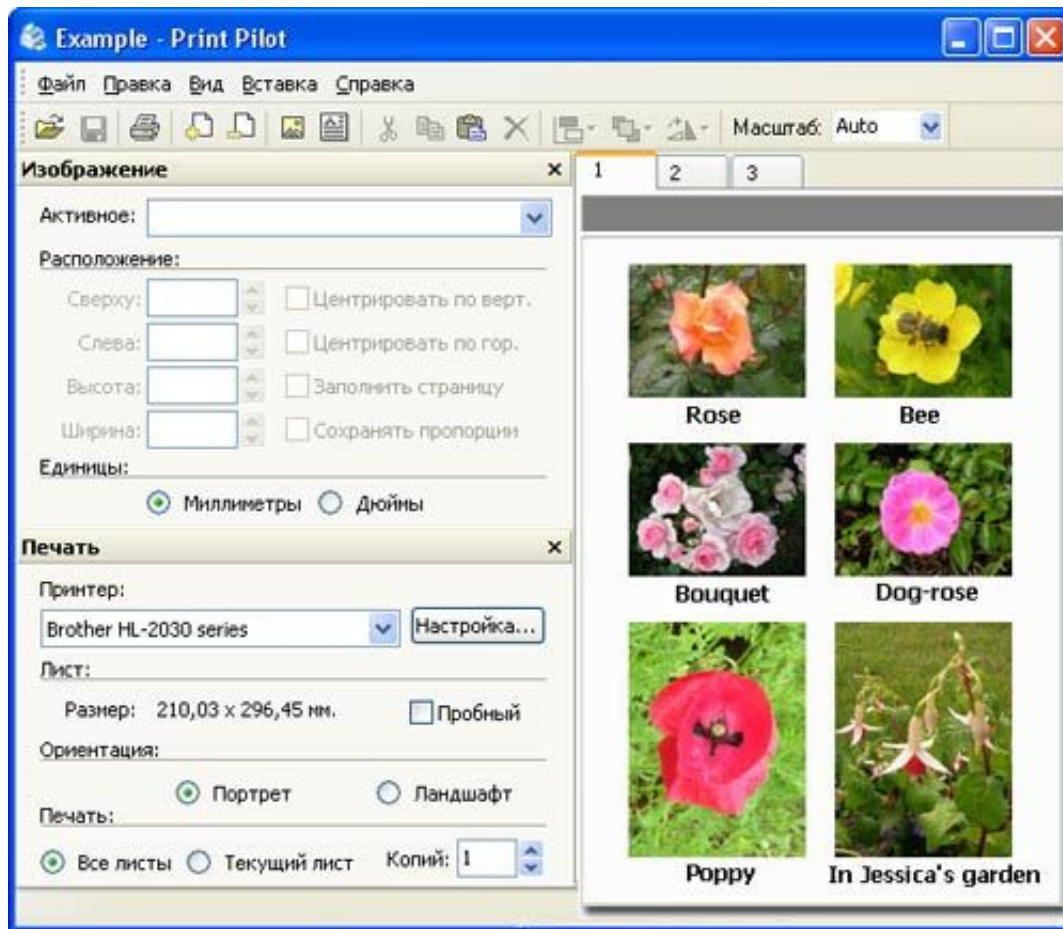 Example - Print Pilot
Файл Правка Вид Вставка Справка
Масштаб: Auto
Изображение
Активное:
Расположение:
Сверху: Центрировать по верт.
Слева: Центрировать по гор.
Высота: Заполнить страницу
Ширина: Сохранять пропорции
Единицы:
Миллиметры Дюймы
Печать
Принтер:
Brother HL-2030 series Настройка...
Лист:
Размер: 210,03 x 296,45 мм. Пробный
Ориентация:
Портрет Ландшафт
Печать:
Все листы Текущий лист Копий: 1
1 2 3
Rose Bee
Bouquet Dog-rose
Poppy In Jessica's garden